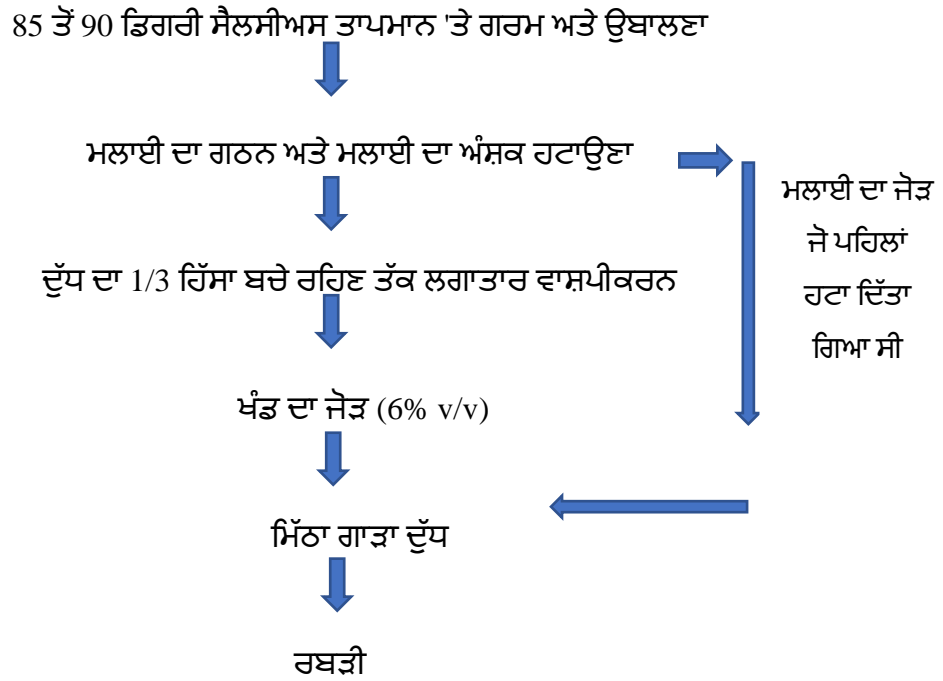 85 ਤੋਂ 90 ਡਿਗਰੀ ਸੈਲਸੀਅਸ ਤਾਪਮਾਨ 'ਤੇ ਗਰਮ ਅਤੇ ਉਬਾਲਣਾ
ਮਲਾਈ ਦਾ ਗਠਨ ਅਤੇ ਮਲਾਈ ਦਾ ਅੰਸ਼ਕ ਹਟਾਉਣਾ
ਮਲਾਈ ਦਾ ਜੋੜ
ਜੋ ਪਹਿਲਾਂ
ਹਟਾ ਦਿੱਤਾ
ਗਿਆ ਸੀ
ਦੁੱਧ ਦਾ 1/3 ਹਿੱਸਾ ਬਚੇ ਰਹਿਣ ਤੱਕ ਲਗਾਤਾਰ ਵਾਸ਼ਪੀਕਰਨ
ਖੰਡ ਦਾ ਜੋੜ (6% v/v)
ਮਿੱਠਾ ਗਾੜਾ ਦੁੱਧ
ਰਬੜੀ